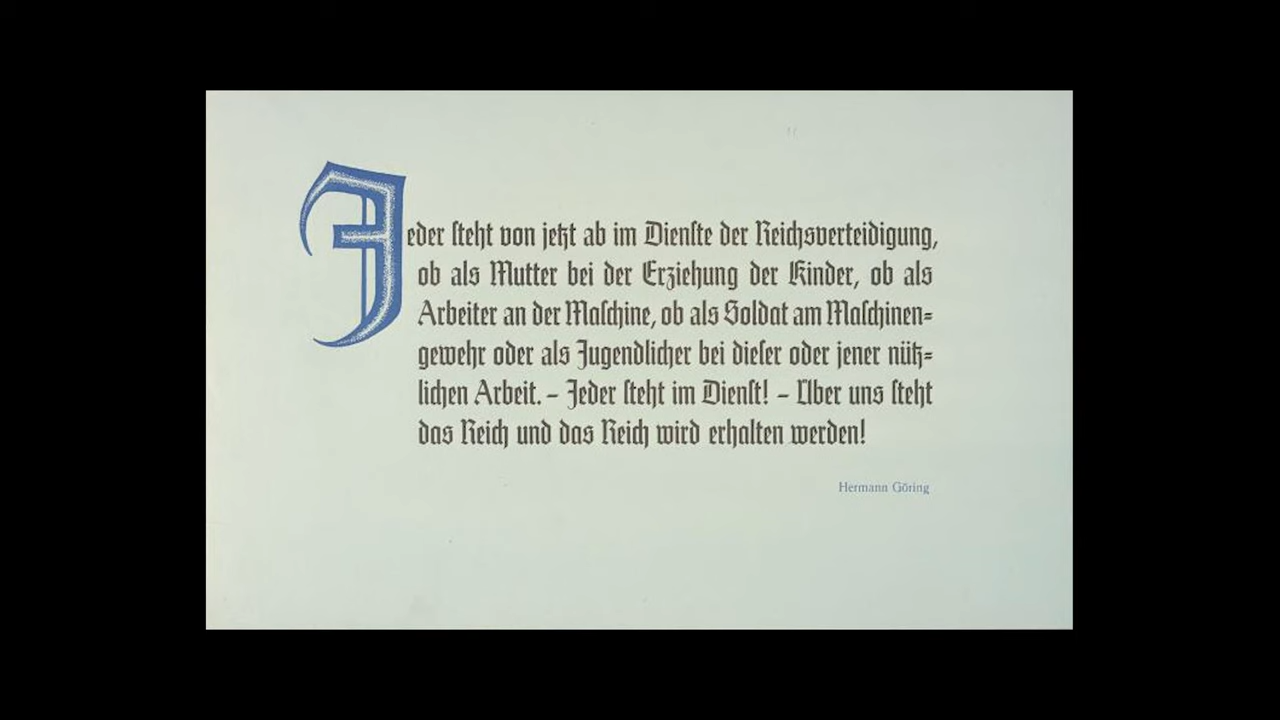 Jeder steht von jetzt ab im Dienste der Reichsverteidigung,
ob als Mutter bei der Erziehung der Kinder, ob als
Arbeiter an der Maschine, ob als Soldat am Maschinen=
gewehr oder als Jugendlicher bei dieser oder jener nütz=
lichen Arbeit. – Jeder steht im Dienst! – Über uns steht
das Reich und das Reich wird erhalten werden!
Hermann Göring